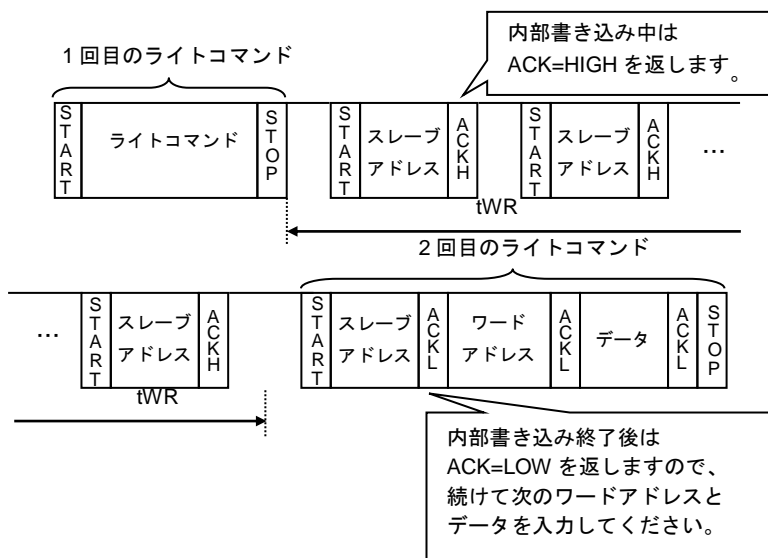 内部書き込み中は
ACK=HIGH を返します。
1 回目のライトコマンド
START
ライトコマンド
STOP
START
スレーブ
アドレス
ACKH
START
スレーブ
アドレス
ACKH
…
tWR
2 回目のライトコマンド
…
START
スレーブ
アドレス
ACKH
START
スレーブ
アドレス
ACKL
ワード
アドレス
ACKL
データ
ACKL
STOP
tWR
内部書き込み終了後は
ACK=LOW を返しますので、
続けて次のワードアドレスと
データを入力してください。